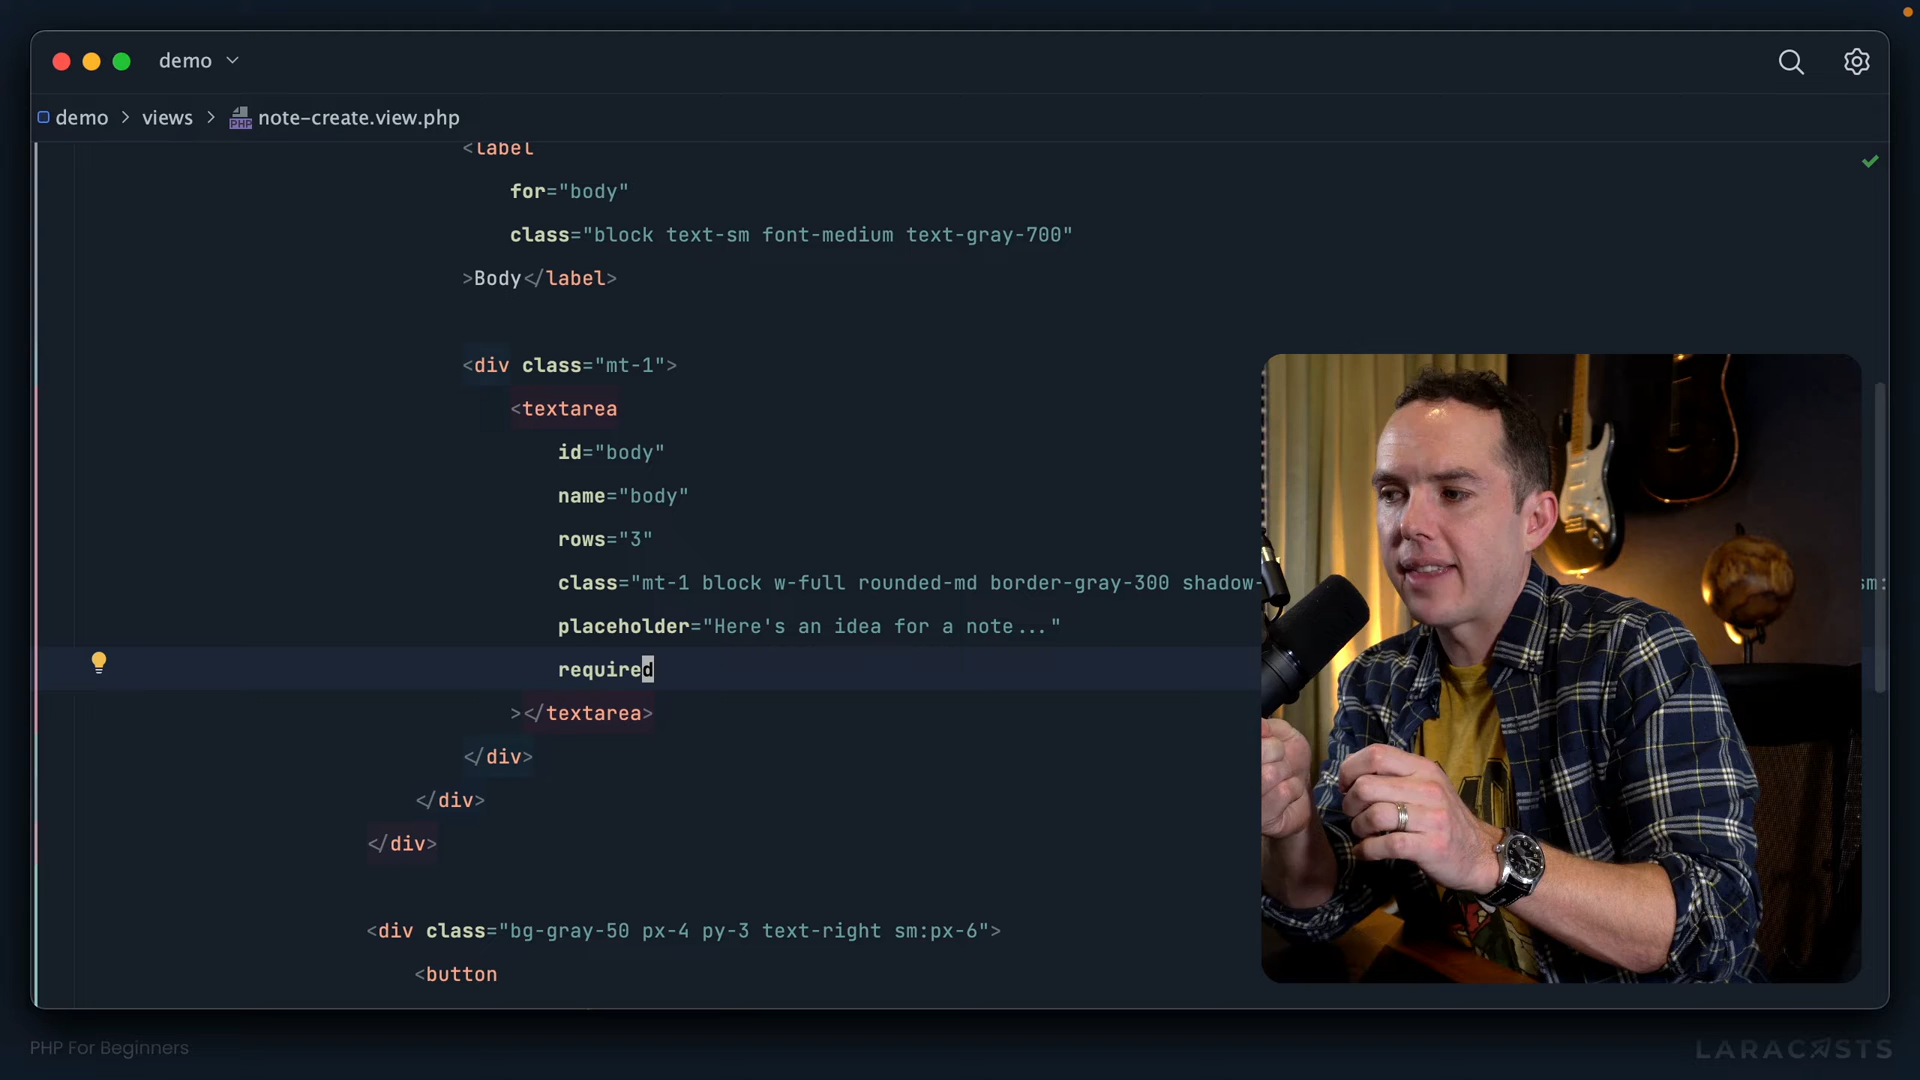 demo
demo > views > PHP note-create.view.php
<label
for="body"
class="block text-sm font-medium text-gray-700"
>Body</label>
<div class="mt-1">
<textarea
id="body"
name="body"
rows="3"
class="mt-1 block w-full rounded-md border-gray-300 shadow- sm:
placeholder="Here's an idea for a note..."
required
></textarea>
</div>
</div>
</div>
<div class="bg-gray-50 px-4 py-3 text-right sm:px-6">
<button
PHP For Beginners
LARACASTS